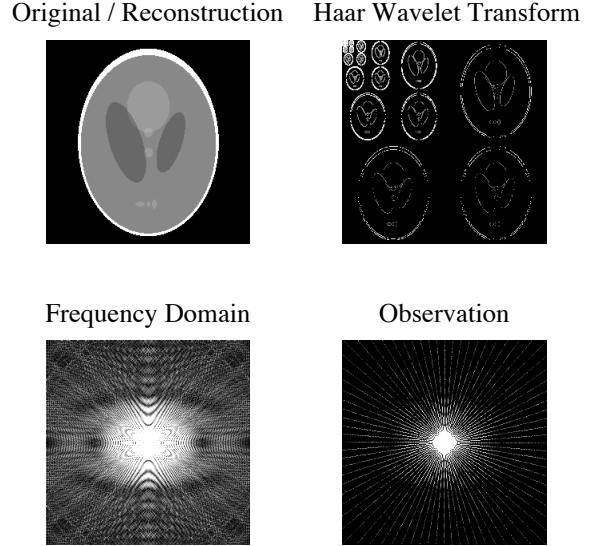 Original / Reconstruction
Haar Wavelet Transform
Frequency Domain
Observation